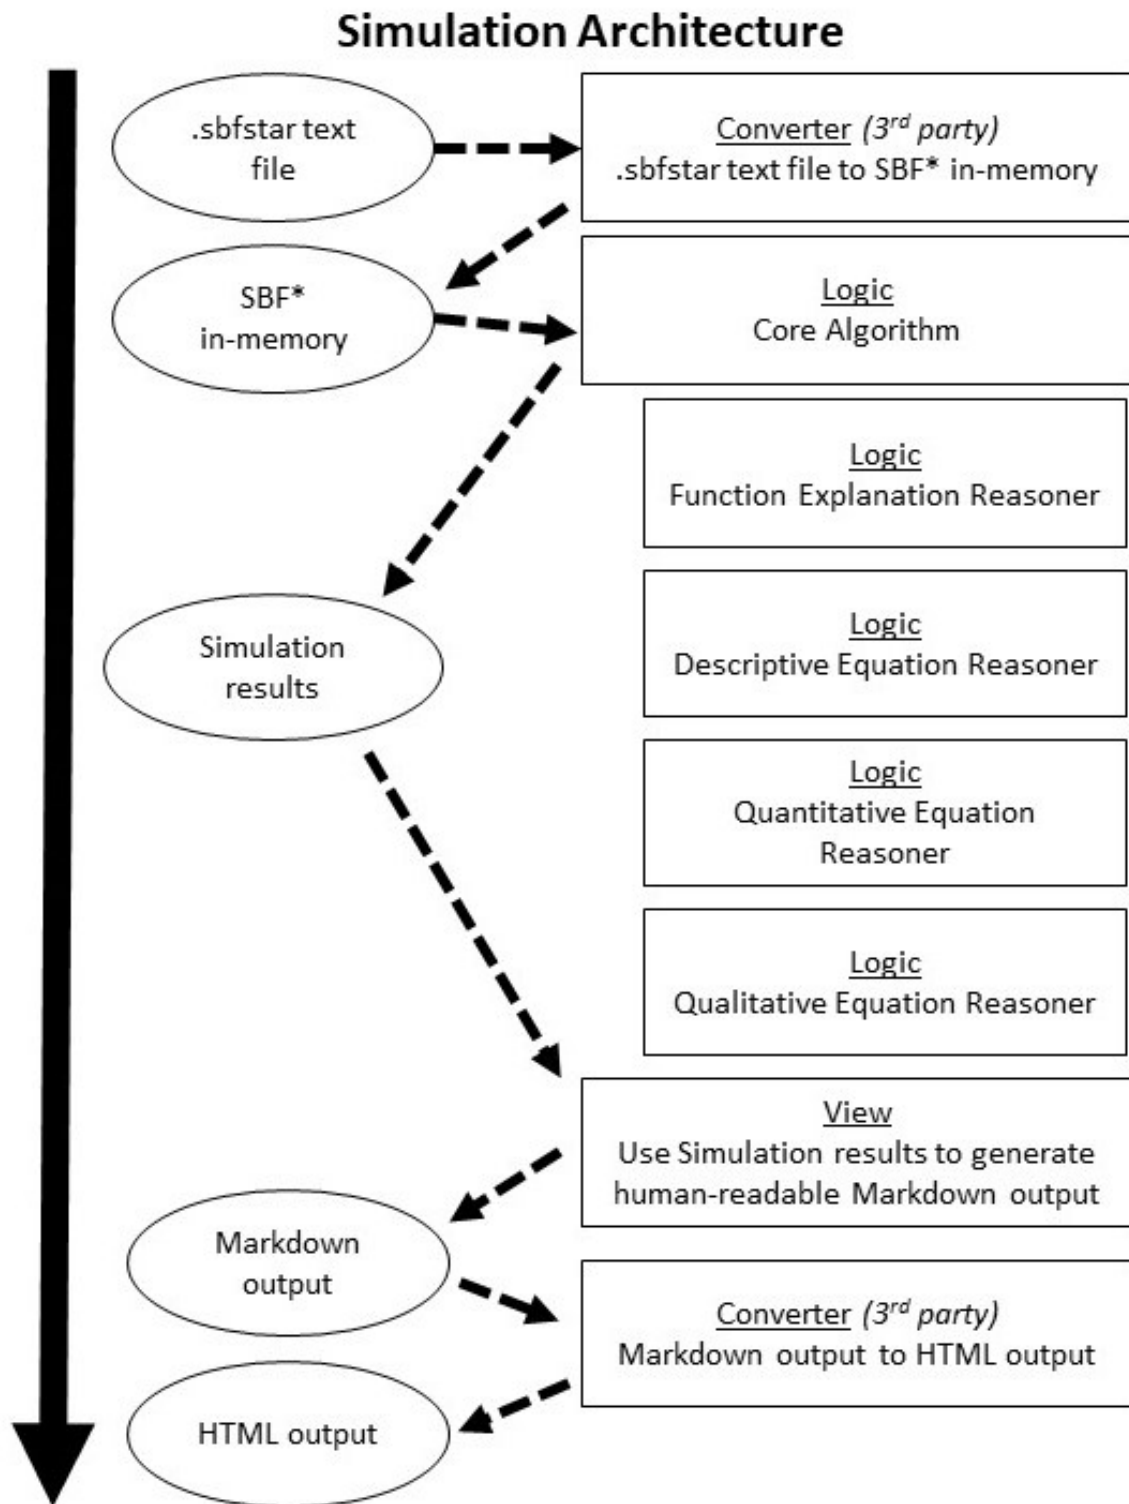 Simulation Architecture
.sbfstar text
file
Converter (3rd party)
.sbfstar text file to SBF* in-memory
SBF*
in-memory
Logic
Core Algorithm
Logic
Function Explanation Reasoner
Simulation
results
Logic
Descriptive Equation Reasoner
Logic
Quantitative Equation
Reasoner
Logic
Qualitative Equation Reasoner
View
Use Simulation results to generate
human-readable Markdown output
Markdown
output
Converter (3rd party)
Markdown output to HTML output
HTML output